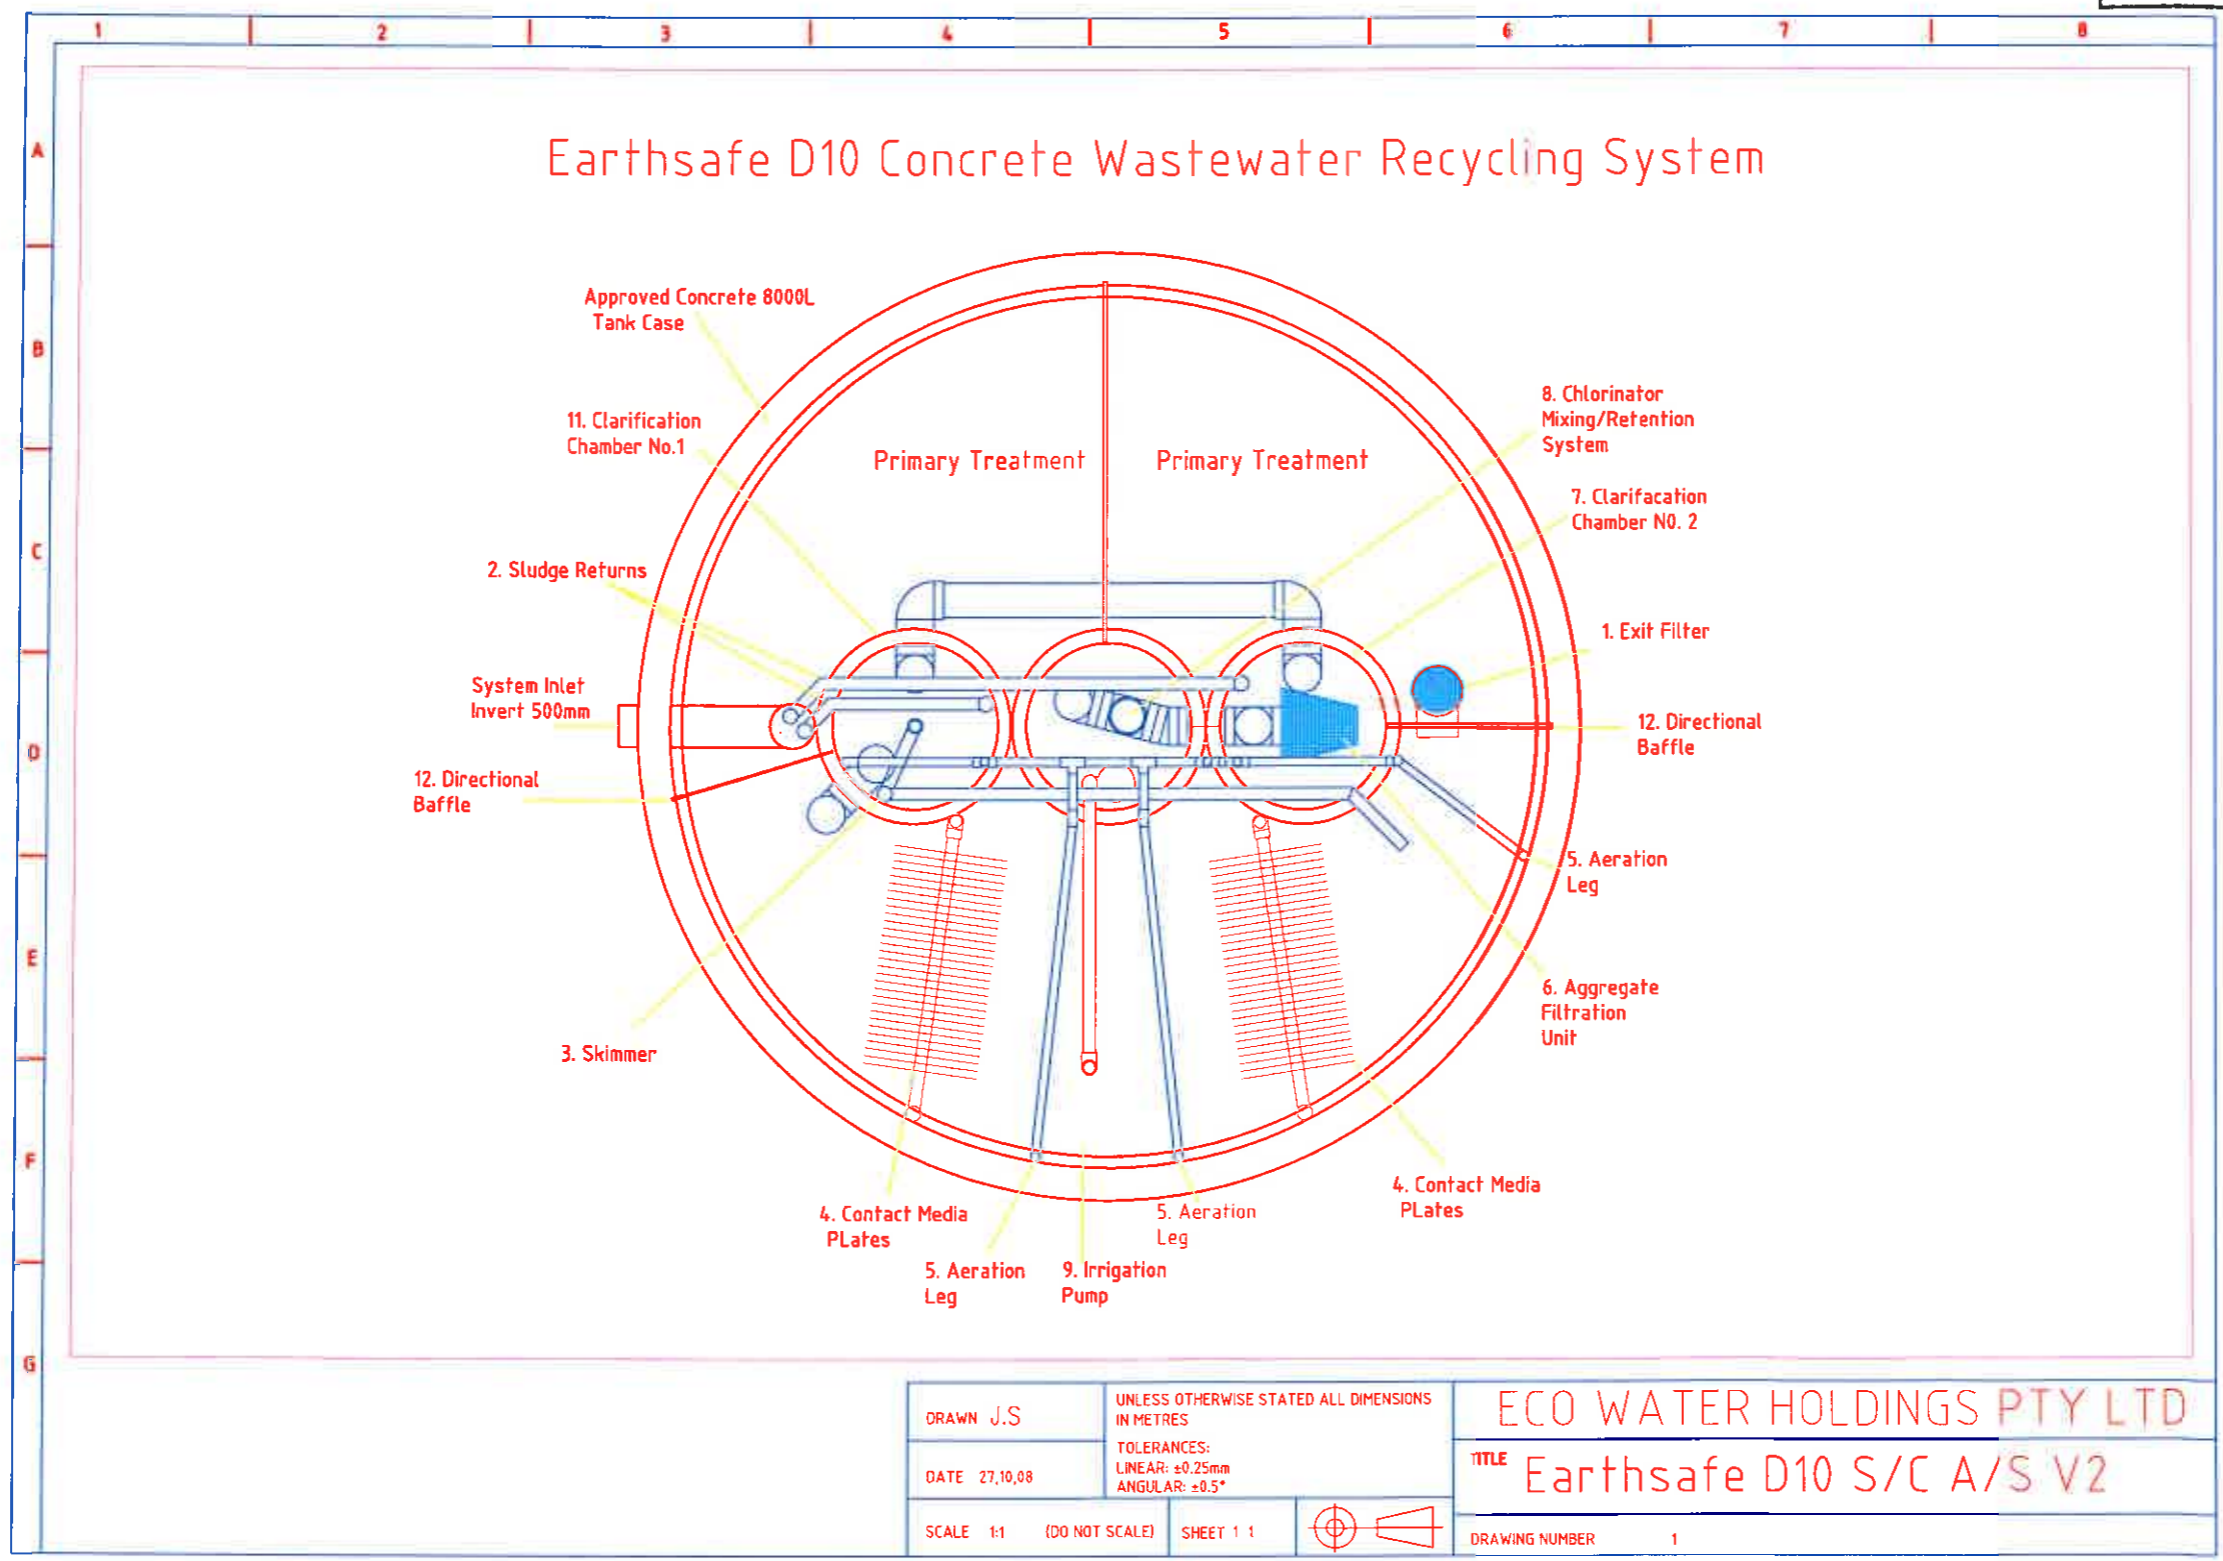 1 2 3 4 5 6 7 8
A
B
C
D
E
F
G
Earthsafe D10 Concrete Wastewater Recycling System
Approved Concrete 8000L
Tank Case
11. Clarification
Chamber No.1
Primary Treatment
Primary Treatment
8. Chlorinator
Mixing/Retention
System
7. Clarifacation
Chamber NO. 2
2. Sludge Returns
1. Exit Filter
System Inlet
Invert 500mm
12. Directional
Baffle
12. Directional
Baffle
5. Aeration
Leg
6. Aggregate
Filtration
Unit
3. Skimmer
4. Contact Media
PLates
4. Contact Media
PLates
5. Aeration
Leg
5. Aeration
Leg
9. Irrigation
Pump
DRAWN J.S
DATE 27,10,08
UNLESS OTHERWISE STATED ALL DIMENSIONS
IN METRES
TOLERANCES:
LINEAR: ±0.25mm
ANGULAR: ±0.5°
SCALE 1:1 (DO NOT SCALE) SHEET 1 1
ECO WATER HOLDINGS PTY LTD
TITLE Earthsafe D10 S/C A/S V2
DRAWING NUMBER 1